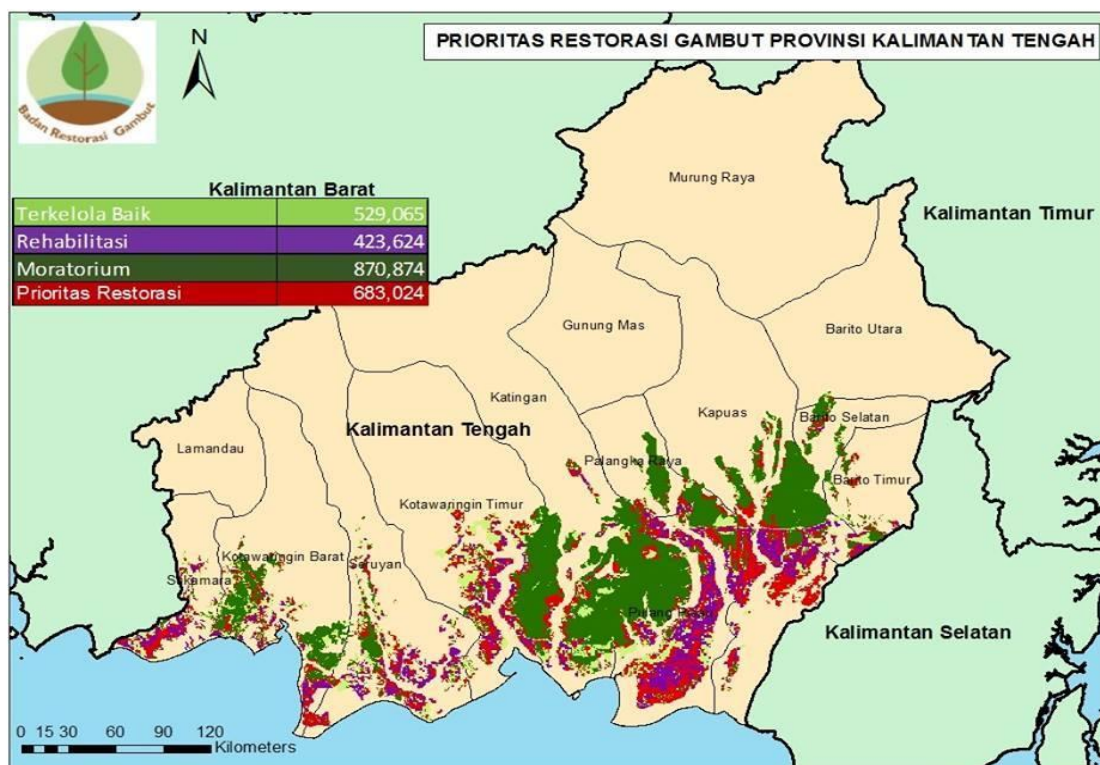 PRIORITAS RESTORASI GAMBUT PROVINSI KALIMANTAN TENGAH
N
Badan Restorasi Gambut
Murung Raya
Kalimantan Barat
Terkelola Baik 529,065
Rehabilitasi 423,624
Moratorium 870,874
Prioritas Restorasi 683,024
Kalimantan Timur
Gunung Mas
Barito Utara
Katingan
Kapuas
Barito Selatan
Kalimantan Tengah
Lamandau
Palangka Raya
Barito Timur
Kotawaringin Timur
Kotawaringin Barat
Seruyan
Sukamara
Pulang Pisau
Kalimantan Selatan
0 15 30 60 90 120
Kilometers